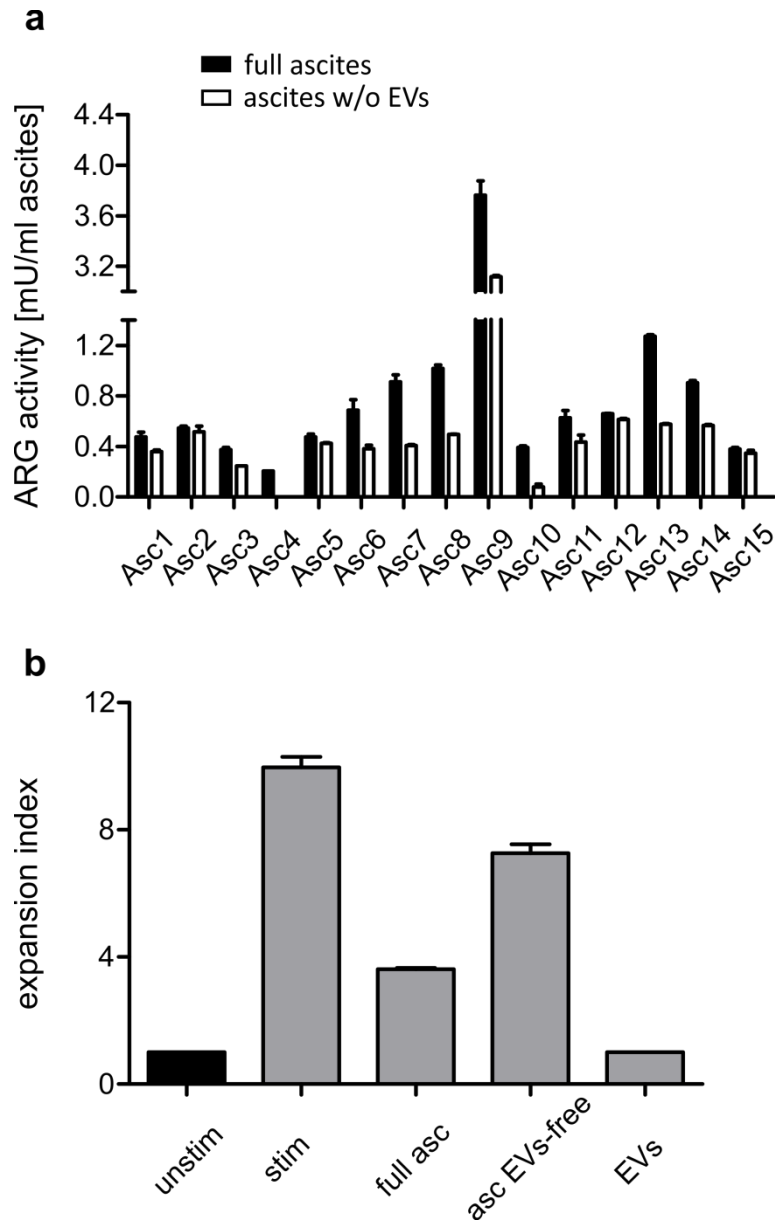 a
full ascites
ascites w/o EVs
ARG activity [mU/ml ascites]
4.4
4.0
3.6
3.2
1.2
0.8
0.4
0.0
Asc1
Asc2
Asc3
Asc4
Asc5
Asc6
Asc7
Asc8
Asc9
Asc10
Asc11
Asc12
Asc13
Asc14
Asc15
b
expansion index
12
8
4
0
unstim
stim
full asc
asc EVs-free
EVs